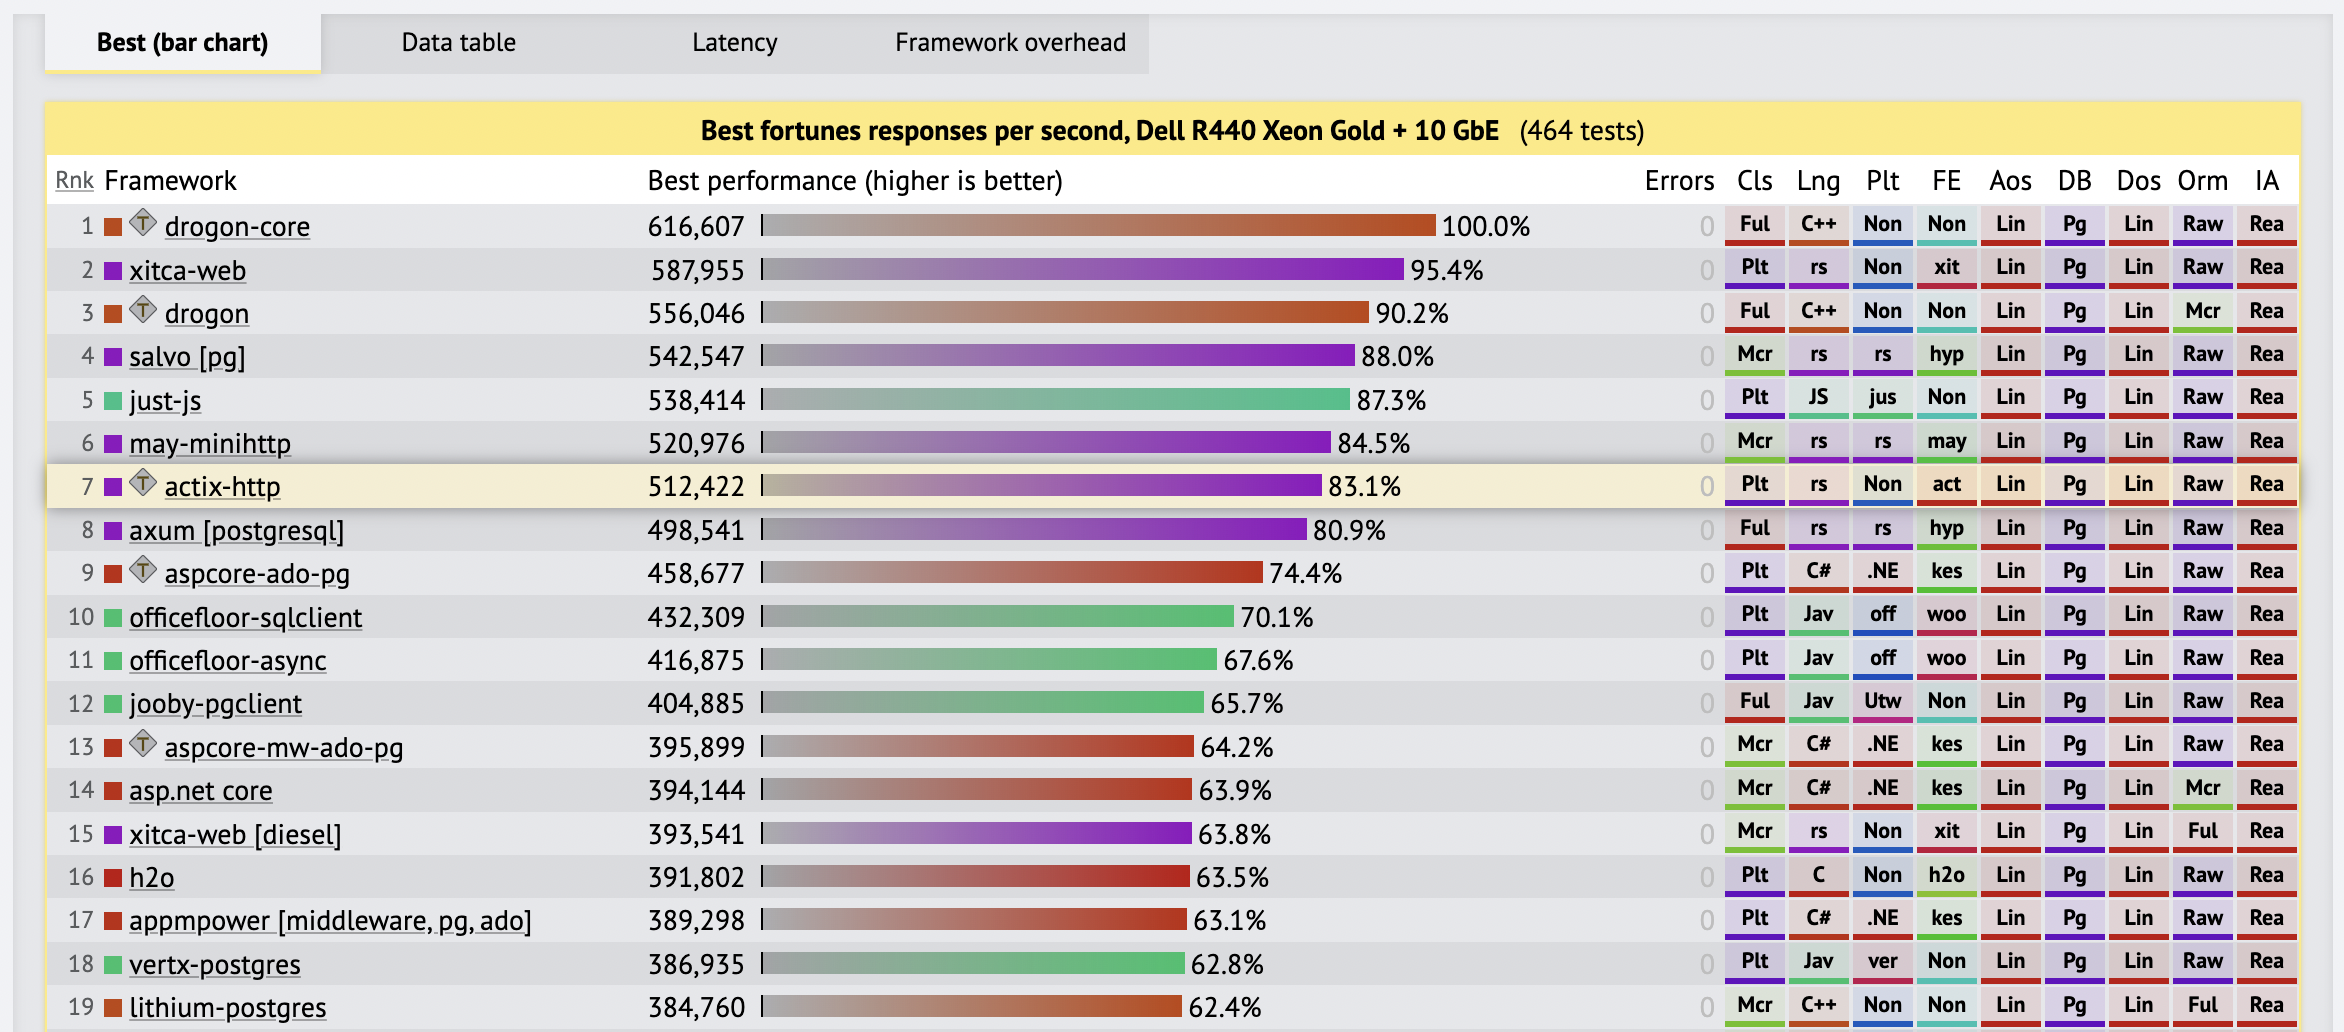 Best (bar chart) Data table Latency Framework overhead
Best fortunes responses per second, Dell R440 Xeon Gold + 10 GbE (464 tests)
Rnk Framework Best performance (higher is better) Errors Cls Lng Plt FE Aos DB Dos Orm IA
1 T drogon-core 616,607 100.0% 0 Ful C++ Non Non Lin Pg Lin Raw Rea
2 xitca-web 587,955 95.4% 0 Plt rs Non xit Lin Pg Lin Raw Rea
3 T drogon 556,046 90.2% 0 Ful C++ Non Non Lin Pg Lin Mcr Rea
4 salvo [pg] 542,547 88.0% 0 Mcr rs rs hyp Lin Pg Lin Raw Rea
5 just-js 538,414 87.3% 0 Plt JS jus Non Lin Pg Lin Raw Rea
6 may-minihttp 520,976 84.5% 0 Mcr rs rs may Lin Pg Lin Raw Rea
7 T actix-http 512,422 83.1% 0 Plt rs Non act Lin Pg Lin Raw Rea
8 axum [postgresql] 498,541 80.9% 0 Ful rs rs hyp Lin Pg Lin Raw Rea
9 T aspcore-ado-pg 458,677 74.4% 0 Plt C# .NE kes Lin Pg Lin Raw Rea
10 officefloor-sqlclient 432,309 70.1% 0 Plt Jav off woo Lin Pg Lin Raw Rea
11 officefloor-async 416,875 67.6% 0 Plt Jav off woo Lin Pg Lin Raw Rea
12 jooby-pgclient 404,885 65.7% 0 Ful Jav Utw Non Lin Pg Lin Raw Rea
13 T aspcore-mw-ado-pg 395,899 64.2% 0 Mcr C# .NE kes Lin Pg Lin Raw Rea
14 asp.net core 394,144 63.9% 0 Mcr C# .NE kes Lin Pg Lin Mcr Rea
15 xitca-web [diesel] 393,541 63.8% 0 Mcr rs Non xit Lin Pg Lin Ful Rea
16 h2o 391,802 63.5% 0 Plt C Non h2o Lin Pg Lin Raw Rea
17 appmpower [middleware, pg, ado] 389,298 63.1% 0 Plt C# .NE kes Lin Pg Lin Raw Rea
18 vertx-postgres 386,935 62.8% 0 Plt Jav ver Non Lin Pg Lin Raw Rea
19 lithium-postgres 384,760 62.4% 0 Mcr C++ Non Non Lin Pg Lin Ful Rea